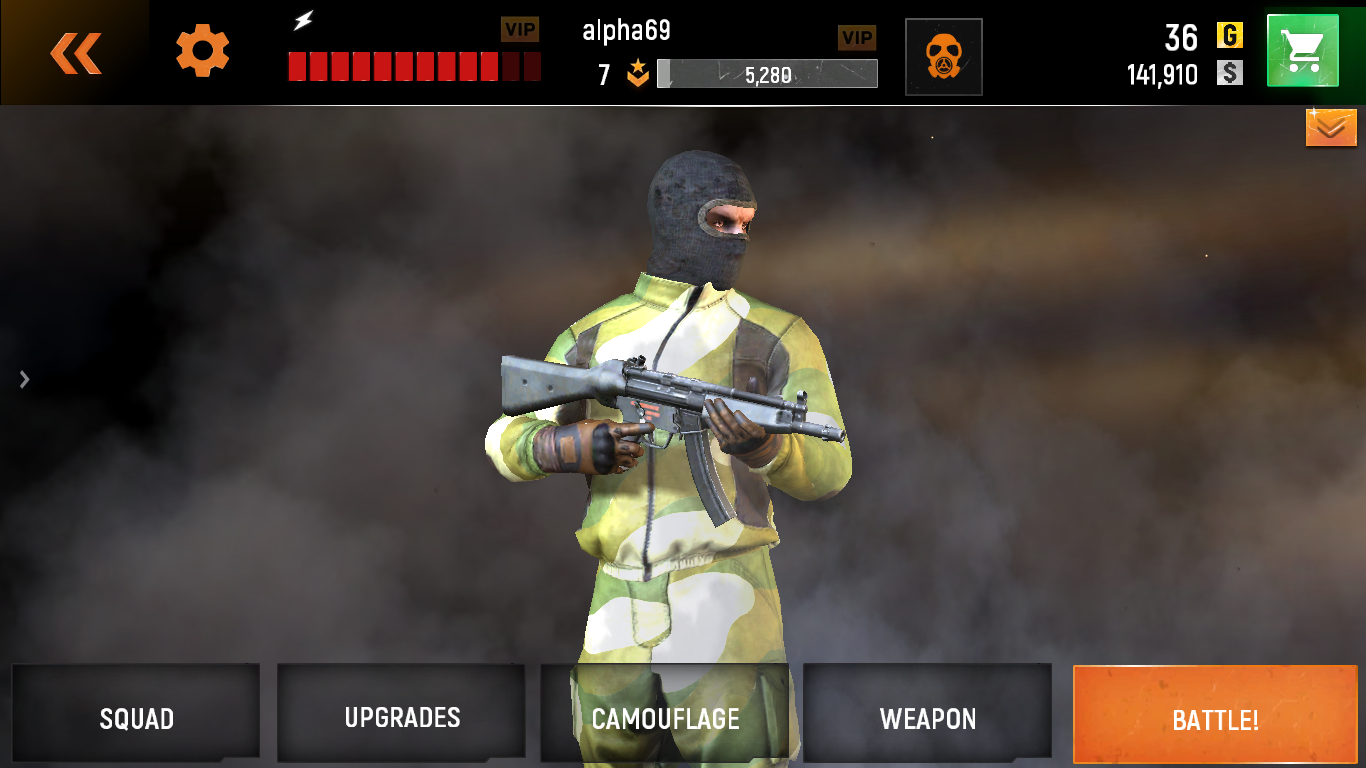 VIP
alpha69
VIP
7
5,280
36 G
141,910 $
SQUAD
UPGRADES
CAMOUFLAGE
WEAPON
BATTLE!